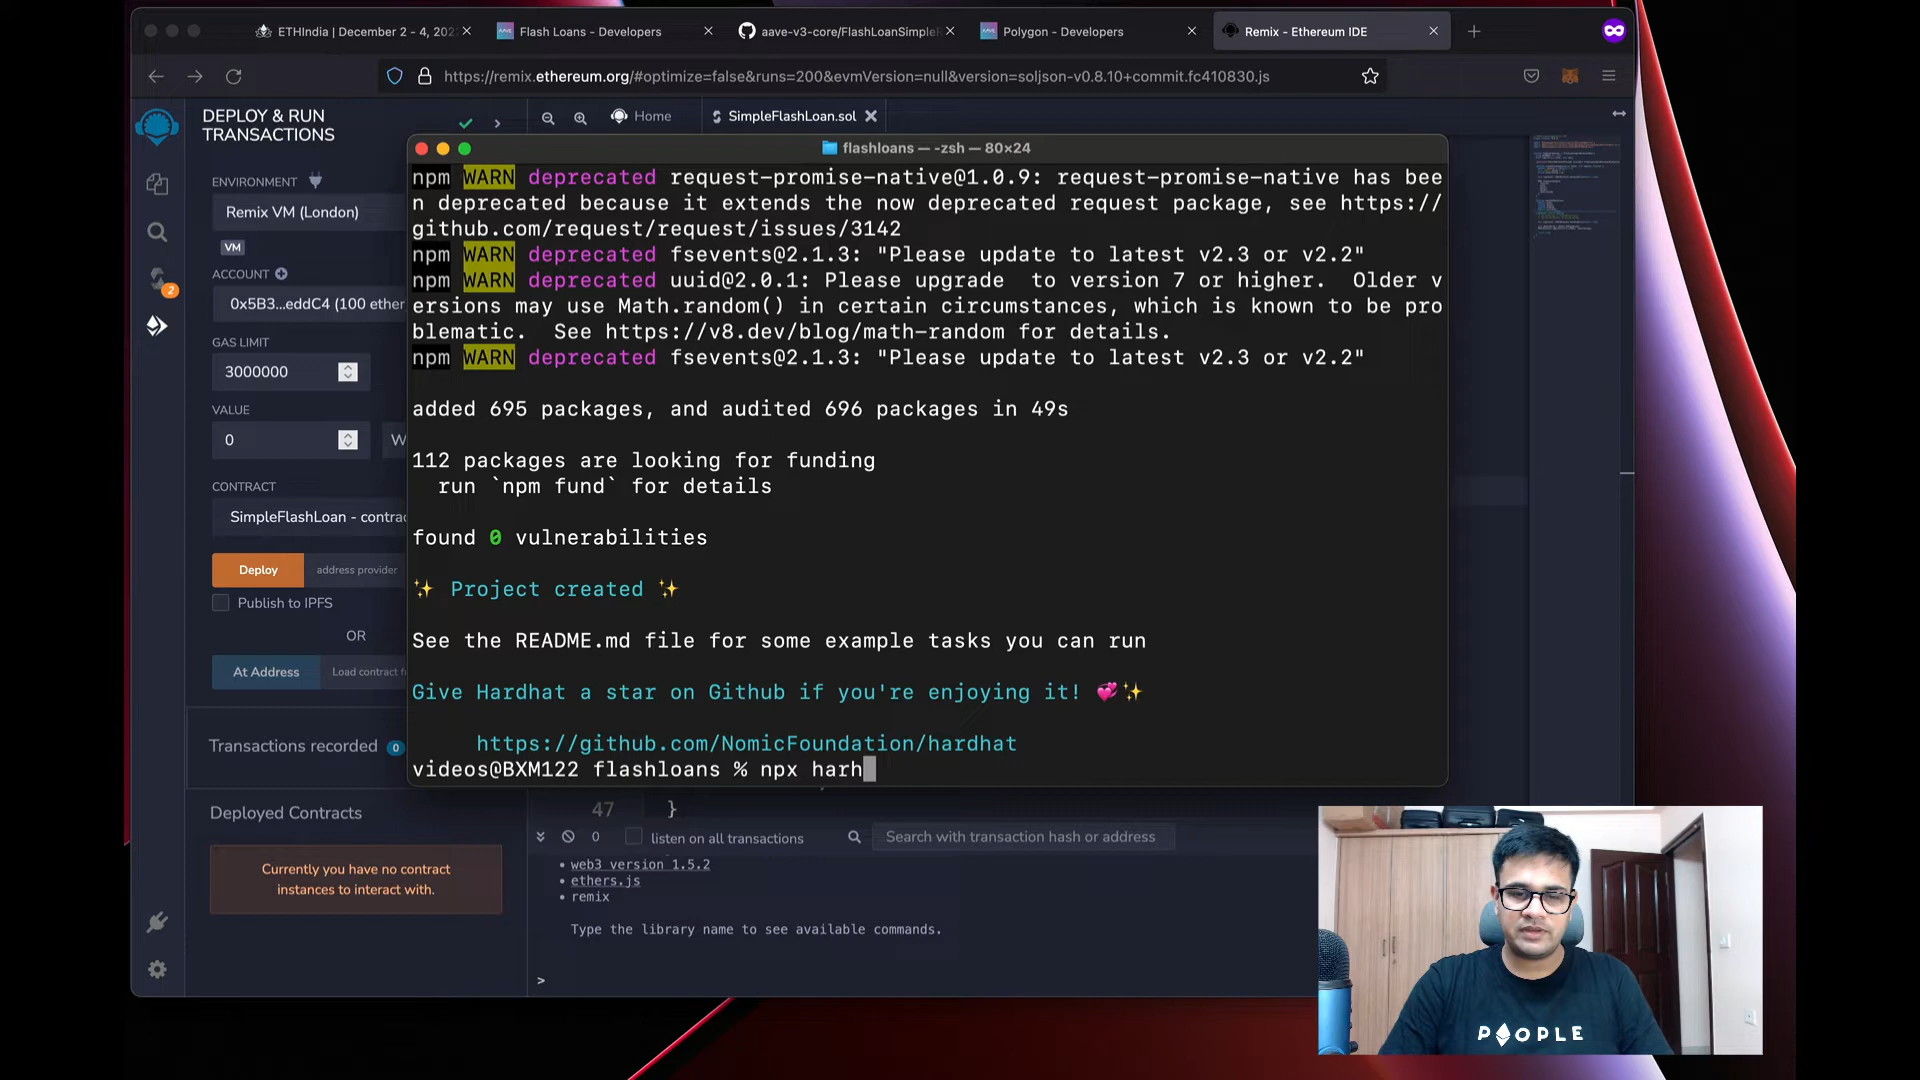 ETHIndia | December 2 - 4, 202
Flash Loans - Developers
aave-v3-core/FlashLoanSimple
Polygon - Developers
Remix - Ethereum IDE
https://remix.ethereum.org/#optimize=false&runs=200&evmVersion=null&version=soljson-v0.8.10+commit.fc410830.js
DEPLOY & RUN
TRANSACTIONS
Home
SimpleFlashLoan.sol
ENVIRONMENT
Remix VM (London)
VM
ACCOUNT
0x5B3...eddC4 (100 ether
2
GAS LIMIT
3000000
VALUE
0
W
CONTRACT
SimpleFlashLoan - contrac
Deploy
address provider
Publish to IPFS
OR
At Address
Load contract f
Transactions recorded 0
Deployed Contracts
Currently you have no contract
instances to interact with.
flashloans — -zsh — 80×24
npm WARN deprecated request-promise-native@1.0.9: request-promise-native has bee
n deprecated because it extends the now deprecated request package, see https://
github.com/request/request/issues/3142
npm WARN deprecated fsevents@2.1.3: "Please update to latest v2.3 or v2.2"
npm WARN deprecated uuid@2.0.1: Please upgrade  to version 7 or higher.  Older v
ersions may use Math.random() in certain circumstances, which is known to be pro
blematic.  See https://v8.dev/blog/math-random for details.
npm WARN deprecated fsevents@2.1.3: "Please update to latest v2.3 or v2.2"
added 695 packages, and audited 696 packages in 49s
112 packages are looking for funding
run `npm fund` for details
found 0 vulnerabilities
✨ Project created ✨
See the README.md file for some example tasks you can run
Give Hardhat a star on Github if you're enjoying it! 💞✨
https://github.com/NomicFoundation/hardhat
videos@BXM122 flashloans % npx harh
47 }
0
listen on all transactions
Search with transaction hash or address
• web3 version 1.5.2
• ethers.js
• remix
Type the library name to see available commands.
>
PEOPLE